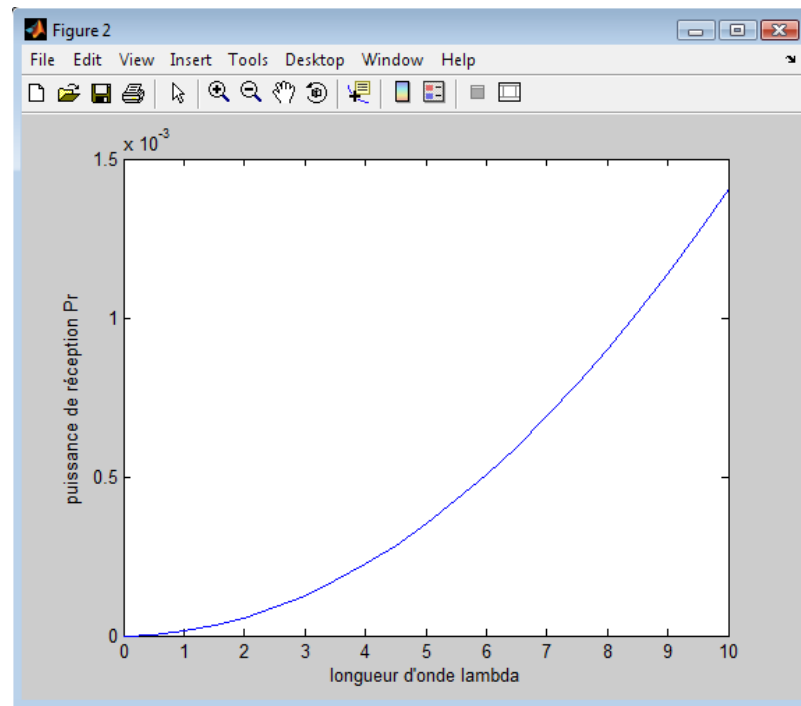 Figure 2
File Edit View Insert Tools Desktop Window Help
x 10⁻³
1.5
1
0.5
0
0 1 2 3 4 5 6 7 8 9 10
puissance de réception Pr
longueur d'onde lambda